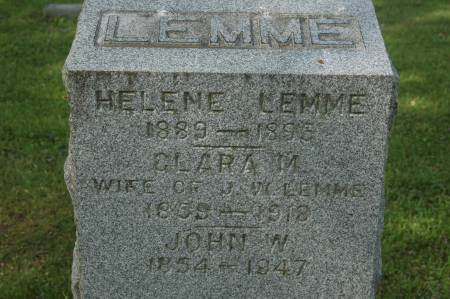 LEMME
HELENE LEMME
1889 — 1895
CLARA M.
WIFE OF J. W. LEMME
1859 — 1918
JOHN W.
1854 — 1947